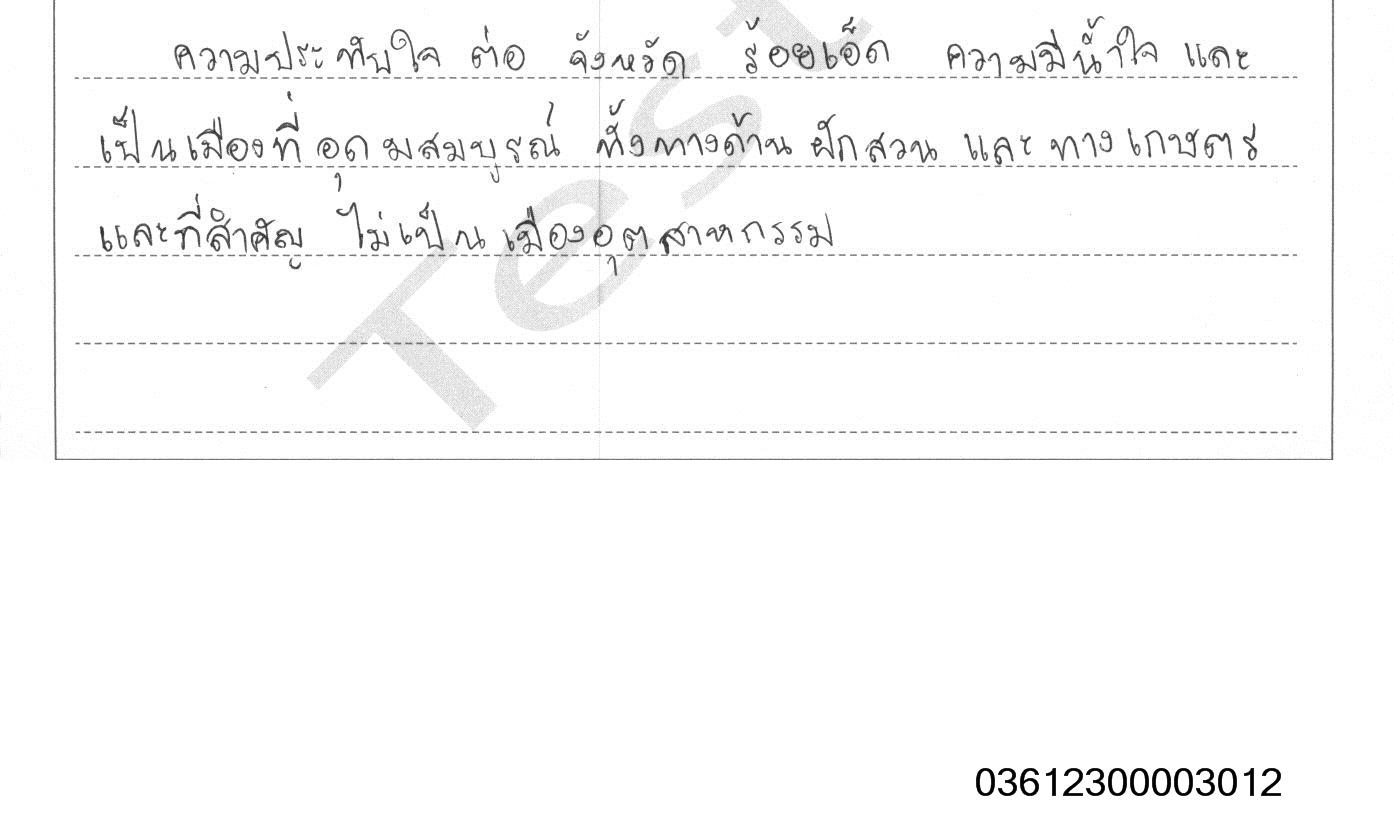 ความประทับใจ ต่อ จังหวัด ร้อยเอ็ด ความมีน้ำใจ และ
เป็นเมืองที่อุดมสมบูรณ์ ทั้งทางด้านผักสวน และทางเกษตร
และที่สำคัญ ไม่เป็นเมืองอุตสาหกรรม
Test
03612300003012